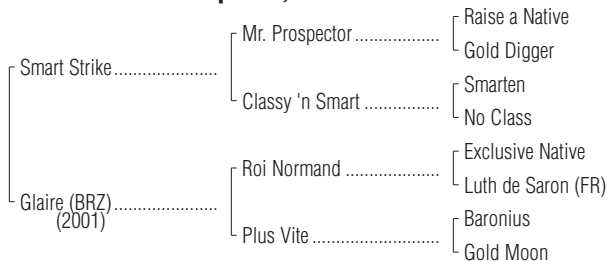 Raise a Native
Mr. Prospector ..................
Gold Digger
Smart Strike......................
Smarten
Classy 'n Smart ................
No Class
Exclusive Native
Roi Normand ....................
Luth de Saron (FR)
Glaire (BRZ)......................
(2001)
Baronius
Plus Vite ...........................
Gold Moon